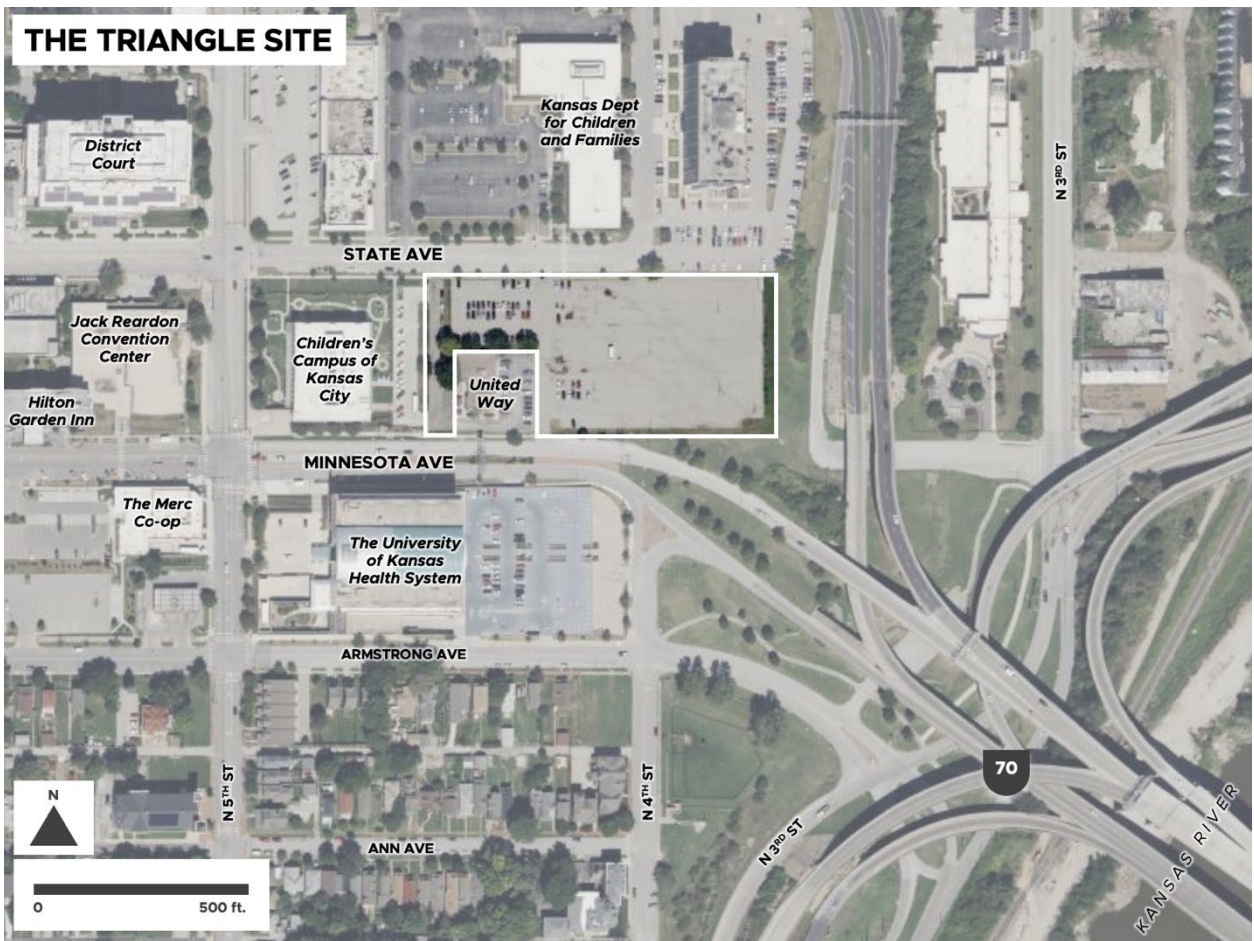 THE TRIANGLE SITE
District
Court
Kansas Dept
for Children
and Families
N 3RD ST
STATE AVE
Jack Reardon
Convention
Center
Children's
Campus of
Kansas
City
United
Way
Hilton
Garden Inn
MINNESOTA AVE
The Merc
Co-op
The University
of Kansas
Health System
ARMSTRONG AVE
N 5TH ST
N 4TH ST
70
N 3RD ST
KANSAS RIVER
ANN AVE
N
0 500 ft.